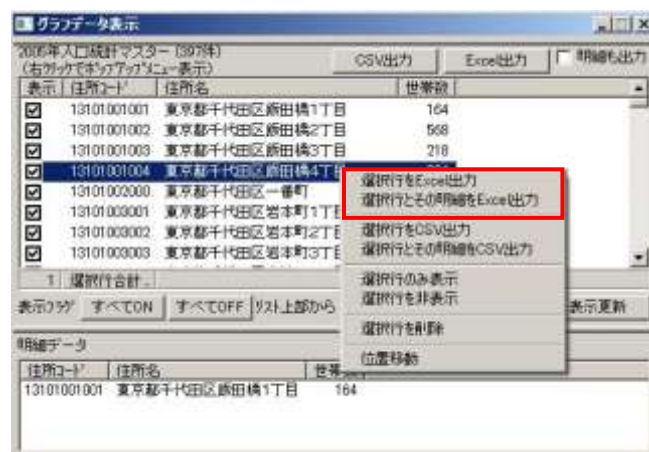 グラフデータ表示
2005年人口統計マスター (397件)
(右クリックでポップアップメニュー表示)
CSV出力
Excel出力
明細も出力
表示 住所コード 住所名 世帯数
13101001001 東京都千代田区飯田橋1丁目 164
13101001002 東京都千代田区飯田橋2丁目 568
13101001003 東京都千代田区飯田橋3丁目 218
13101001004 東京都千代田区飯田橋4丁目
13101002000 東京都千代田区一番町
13101003001 東京都千代田区岩本町1丁目
13101003002 東京都千代田区岩本町2丁目
13101003003 東京都千代田区岩本町3丁目
1 選択行合計
選択行をExcel出力
選択行とその明細をExcel出力
選択行をCSV出力
選択行とその明細をCSV出力
選択行のみ表示
選択行を非表示
選択行を削除
位置移動
表示フラグ すべてON すべてOFF リスト上部から 表示更新
明細データ
住所コード 住所名
13101001001 東京都千代田区飯田橋1丁目 164